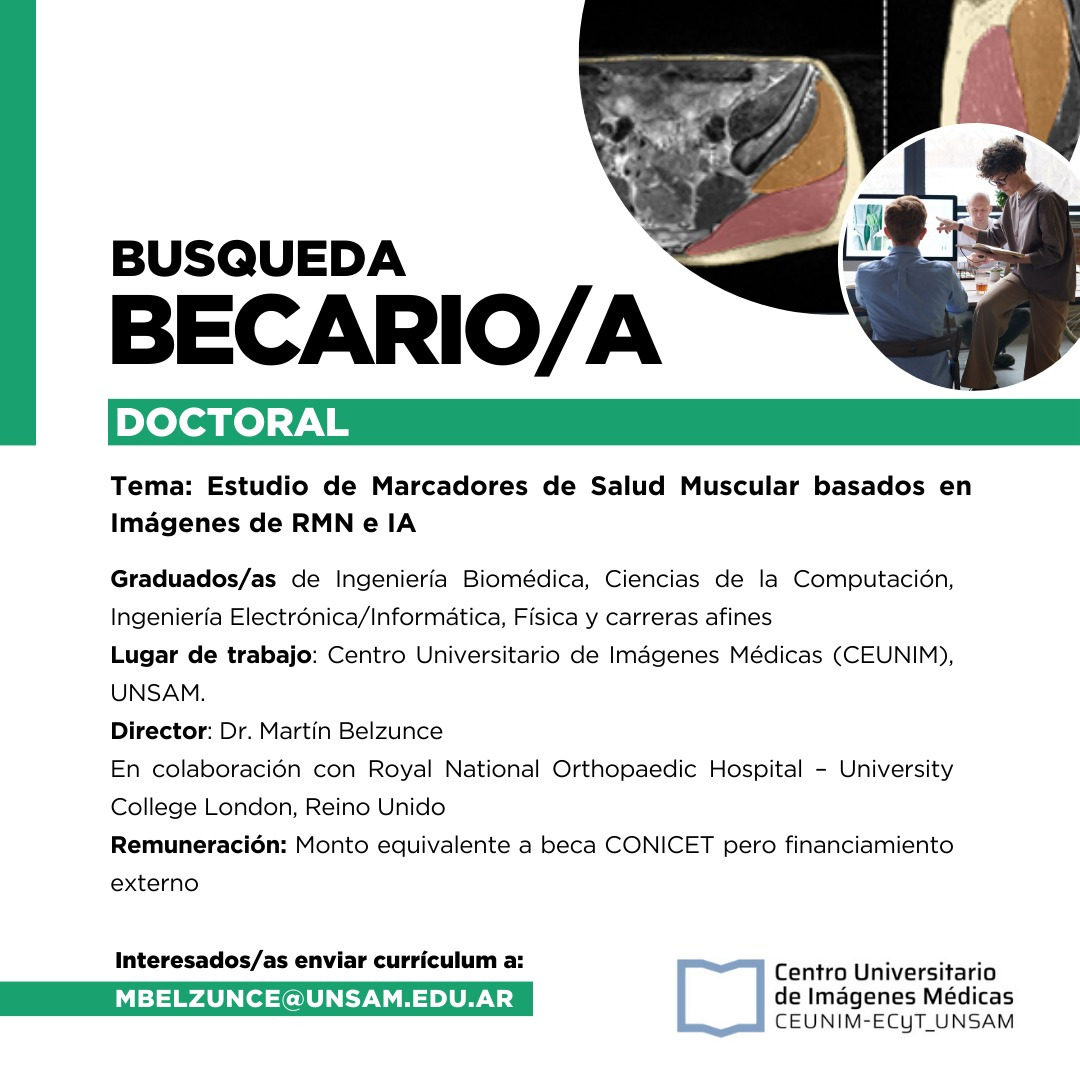 BUSQUEDA
BECARIO/A
DOCTORAL
Tema: Estudio de Marcadores de Salud Muscular basados en
Imágenes de RMN e IA
Graduados/as de Ingeniería Biomédica, Ciencias de la Computación,
Ingeniería Electrónica/Informática, Física y carreras afines
Lugar de trabajo: Centro Universitario de Imágenes Médicas (CEUNIM),
UNSAM.
Director: Dr. Martín Belzunce
En colaboración con Royal National Orthopaedic Hospital – University
College London, Reino Unido
Remuneración: Monto equivalente a beca CONICET pero financiamiento
externo
Interesados/as enviar currículum a:
MBELZUNCE@UNSAM.EDU.AR
Centro Universitario
de Imágenes Médicas
CEUNIM-ECyT_UNSAM